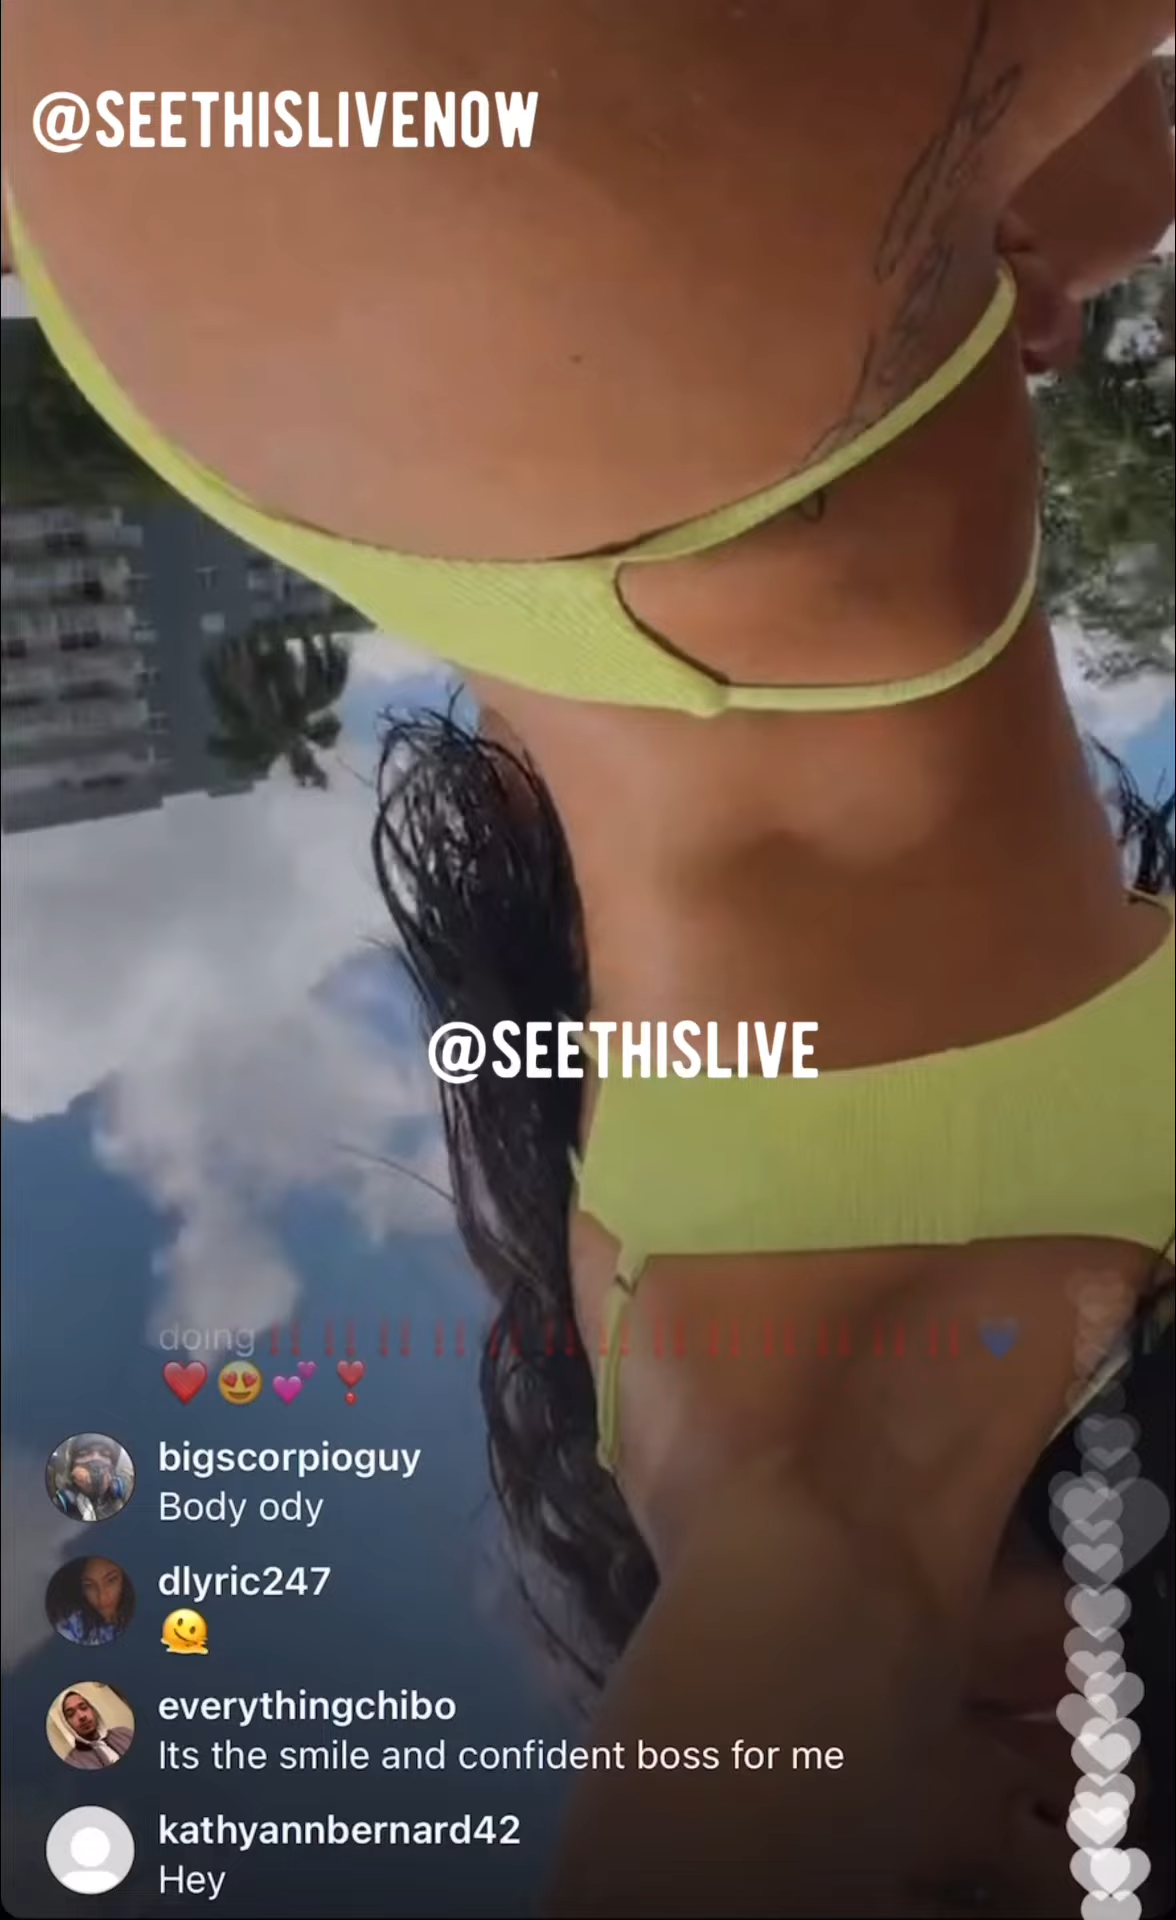 @SEETHISLIVENOW
@SEETHISLIVE
doing ‼️‼️‼️‼️‼️‼️‼️‼️‼️‼️‼️‼️‼️💙
❤️😍💕❣️
bigscorpioguy
Body ody
dlyric247
🫠
everythingchibo
Its the smile and confident boss for me
kathyannbernard42
Hey